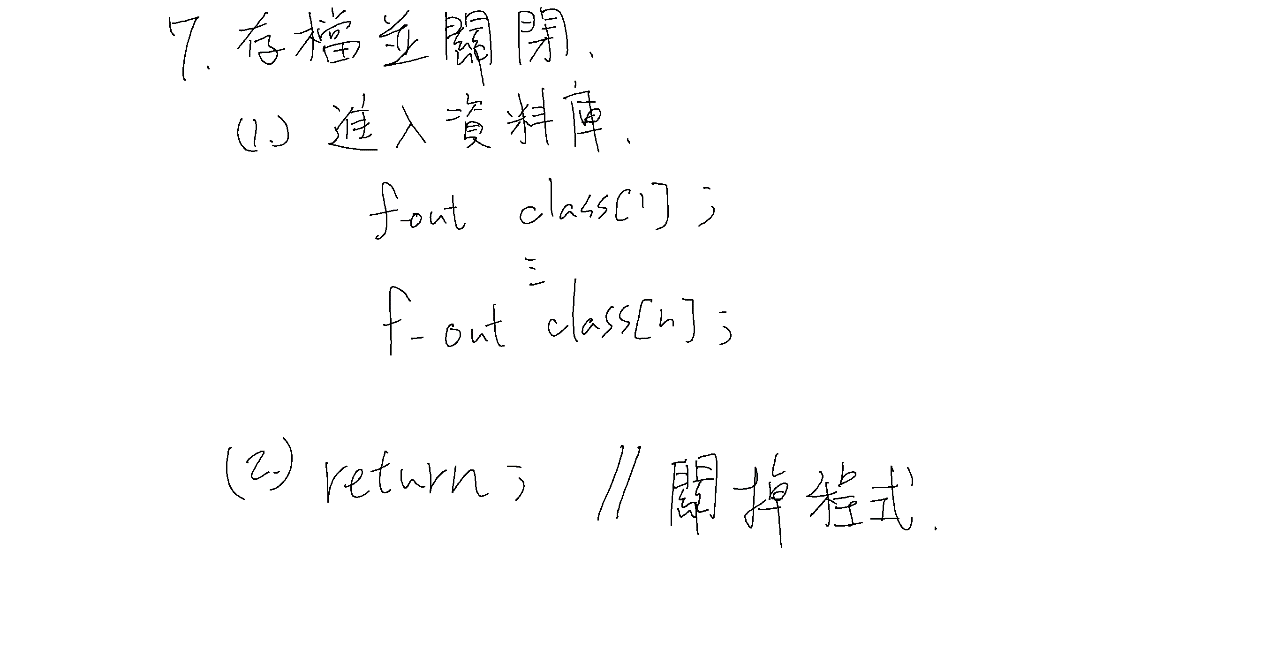 7. 存檔並關閉.
(1.) 進入資料庫.
f-out class[1];
⋮
f-out class[n];
(2.) return; // 關掉程式.